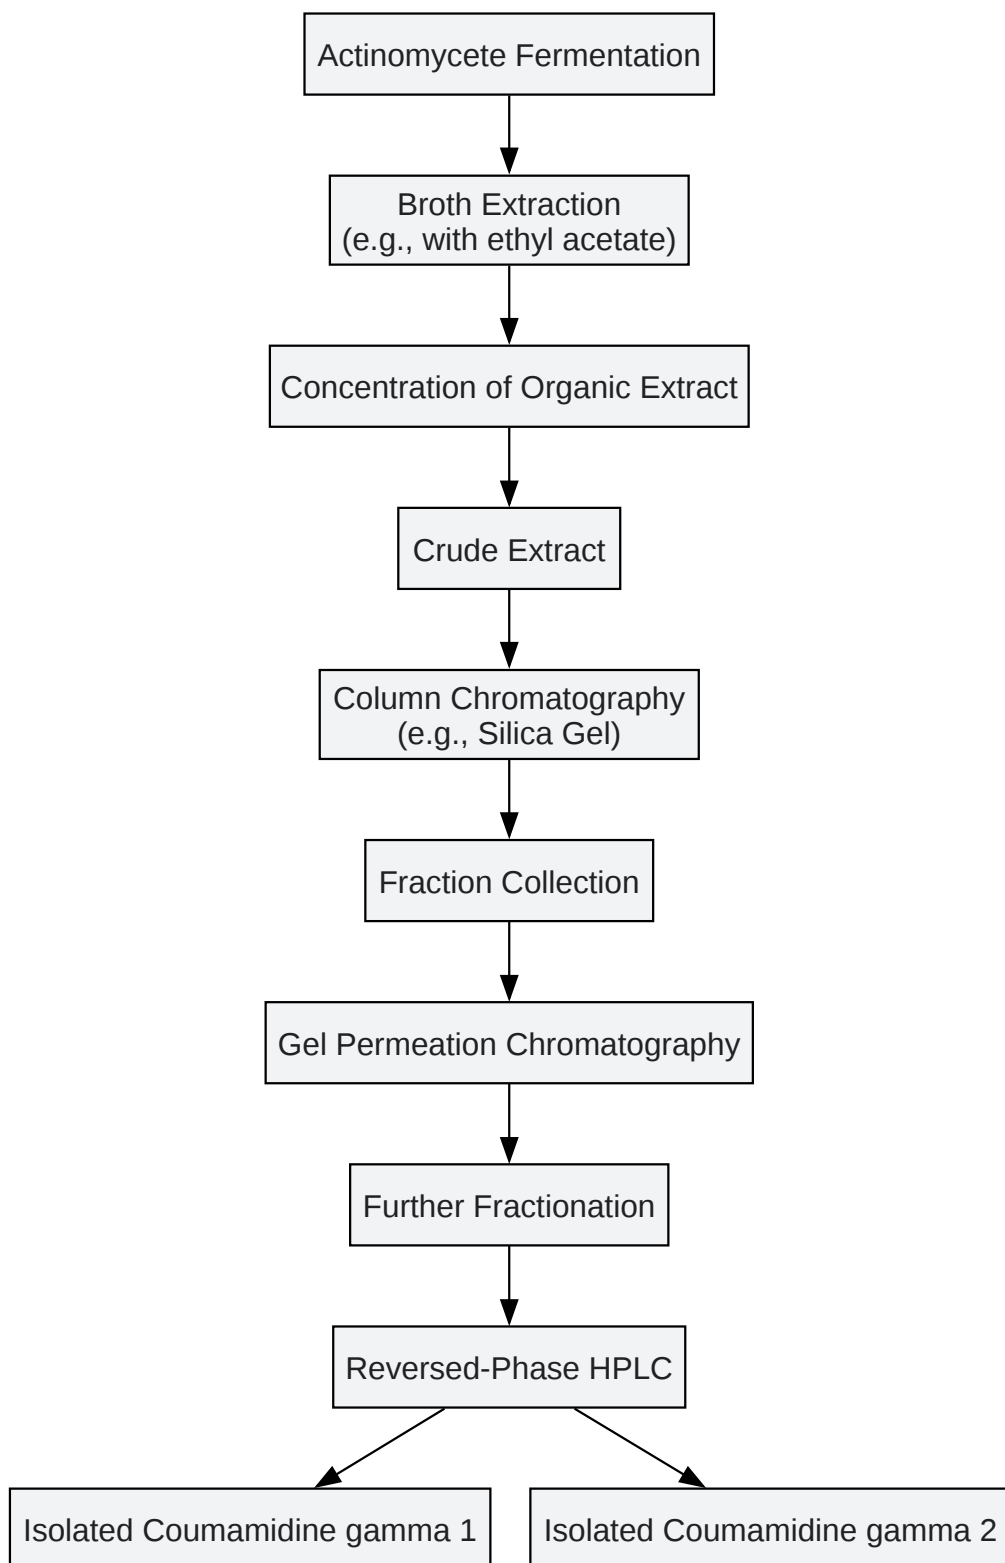 Actinomycete Fermentation
Broth Extraction
(e.g., with ethyl acetate)
Concentration of Organic Extract
Crude Extract
Column Chromatography
(e.g., Silica Gel)
Fraction Collection
Gel Permeation Chromatography
Further Fractionation
Reversed-Phase HPLC
Isolated Coumamidine gamma 1
Isolated Coumamidine gamma 2